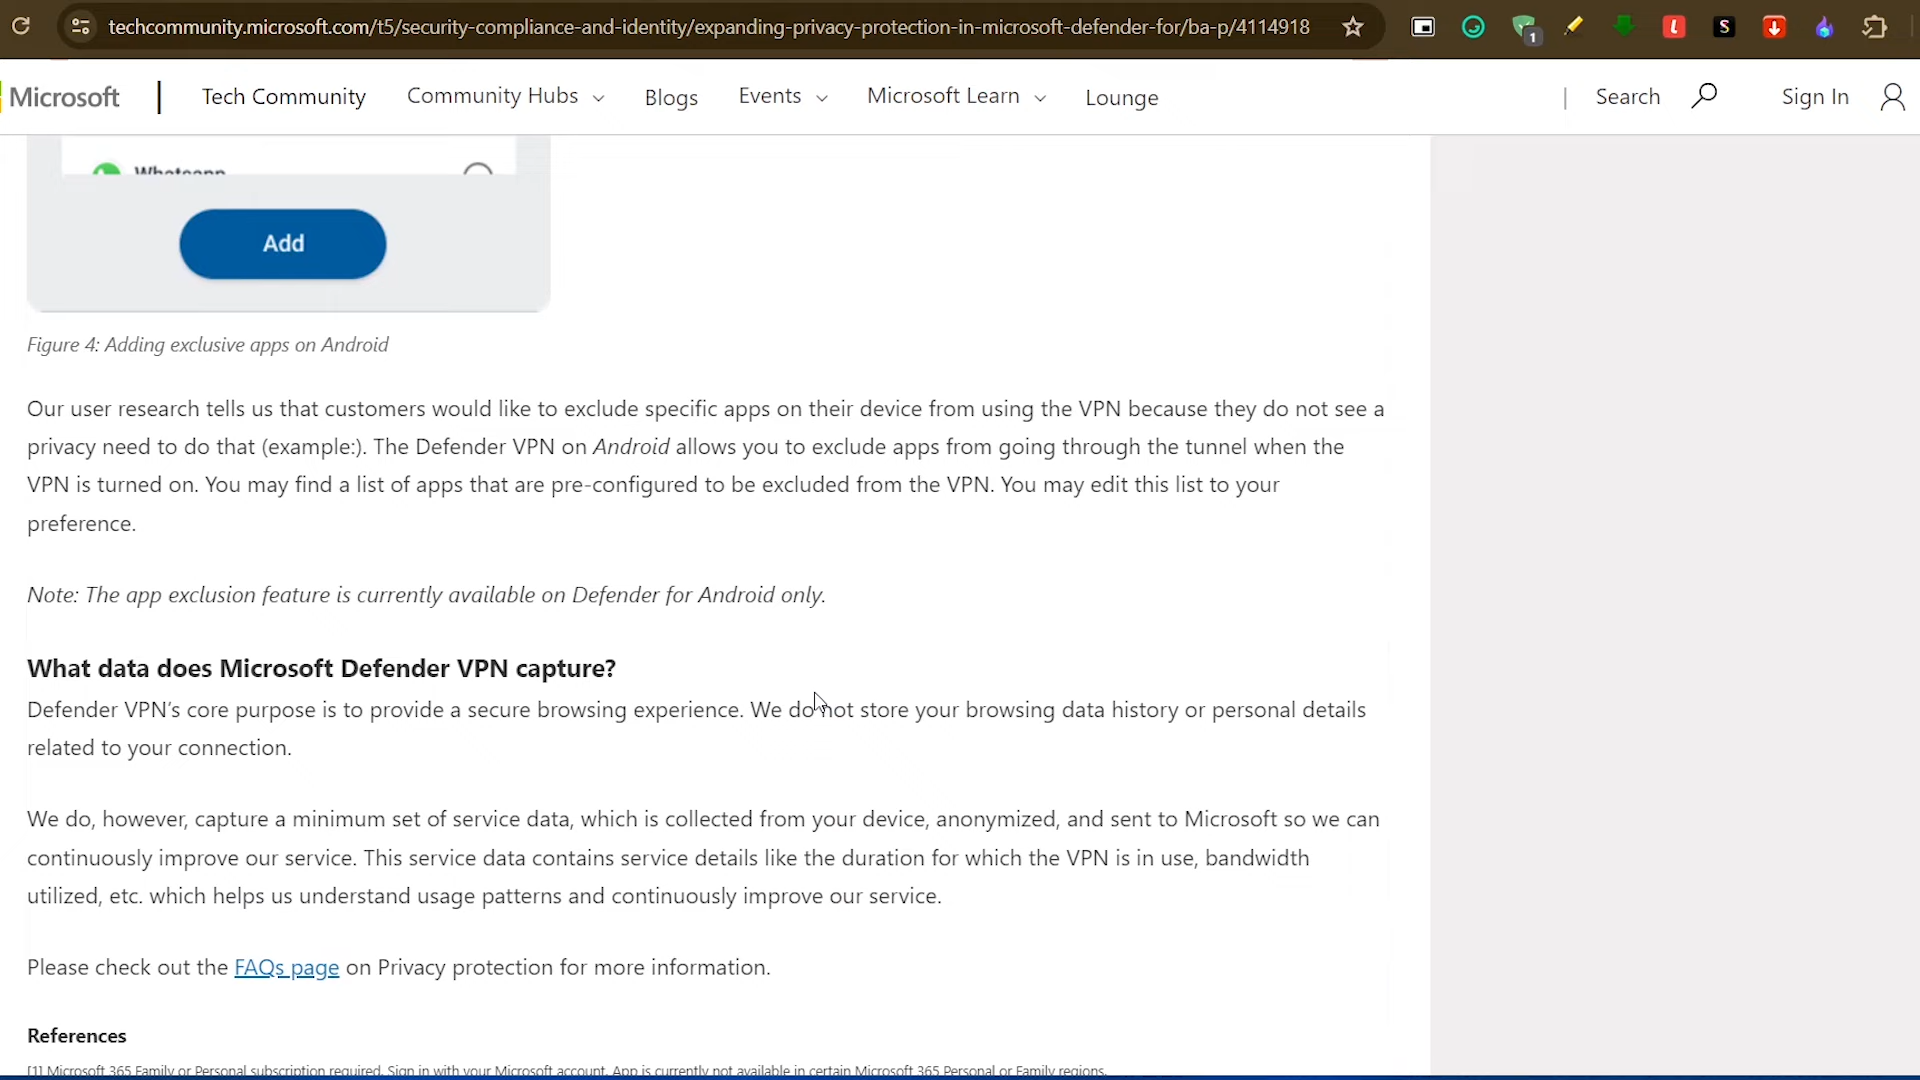 techcommunity.microsoft.com/t5/security-compliance-and-identity/expanding-privacy-protection-in-microsoft-defender-for/ba-p/4114918
1
Microsoft
Tech Community
Community Hubs
Blogs
Events
Microsoft Learn
Lounge
Search
Sign In
Whatsapp
Add
Figure 4: Adding exclusive apps on Android
Our user research tells us that customers would like to exclude specific apps on their device from using the VPN because they do not see a
privacy need to do that (example:). The Defender VPN on Android allows you to exclude apps from going through the tunnel when the
VPN is turned on. You may find a list of apps that are pre-configured to be excluded from the VPN. You may edit this list to your
preference.
Note: The app exclusion feature is currently available on Defender for Android only.
What data does Microsoft Defender VPN capture?
Defender VPN's core purpose is to provide a secure browsing experience. We do not store your browsing data history or personal details
related to your connection.
We do, however, capture a minimum set of service data, which is collected from your device, anonymized, and sent to Microsoft so we can
continuously improve our service. This service data contains service details like the duration for which the VPN is in use, bandwidth
utilized, etc. which helps us understand usage patterns and continuously improve our service.
Please check out the FAQs page on Privacy protection for more information.
References
[1] Microsoft 365 Family or Personal subscription required. Sign in with your Microsoft account. App is currently not available in certain Microsoft 365 Personal or Family regions.